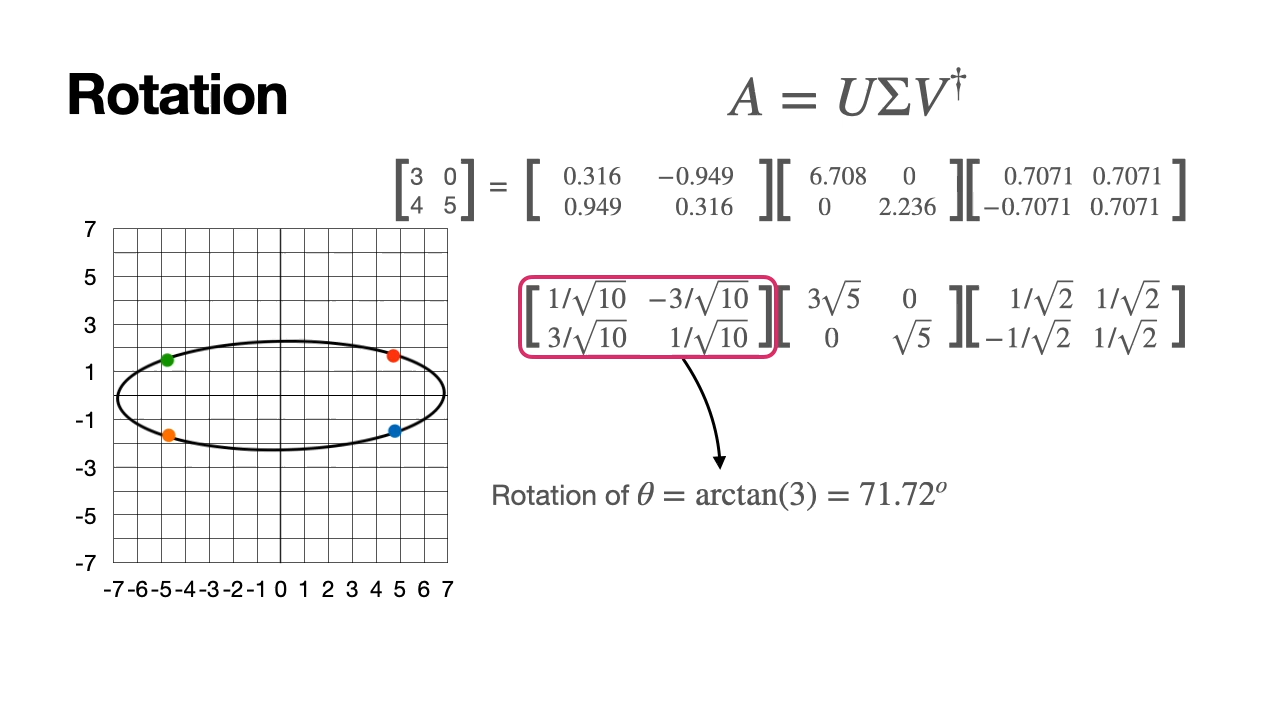 Rotation
A = UΣV†
[3 0; 4 5] = [0.316 −0.949; 0.949 0.316][6.708 0; 0 2.236][0.7071 0.7071; −0.7071 0.7071]
[1/√10 −3/√10; 3/√10 1/√10][3√5 0; 0 √5][1/√2 1/√2; −1/√2 1/√2]
Rotation of θ = arctan(3) = 71.72°
7
5
3
1
-1
-3
-5
-7
-7 -6 -5 -4 -3 -2 -1 0 1 2 3 4 5 6 7